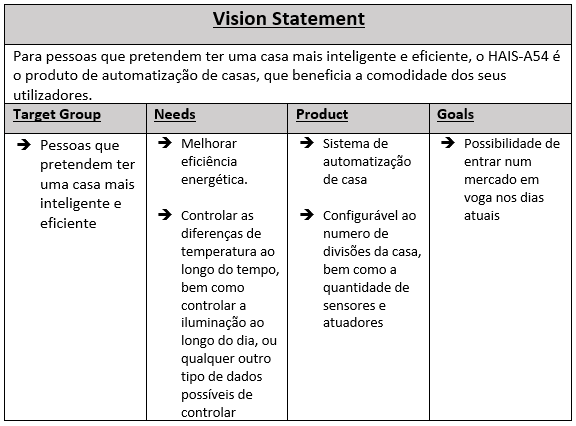 Vision Statement
Para pessoas que pretendem ter uma casa mais inteligente e eficiente, o HAIS-A54 é
o produto de automatização de casas, que beneficia a comodidade dos seus
utilizadores.
Target Group
➔ Pessoas que
pretendem ter
uma casa mais
inteligente e
eficiente
Needs
➔ Melhorar
eficiência
energética.
➔ Controlar as
diferenças de
temperatura ao
longo do tempo,
bem como
controlar a
iluminação ao
longo do dia, ou
qualquer outro
tipo de dados
possíveis de
controlar
Product
➔ Sistema de
automatização
de casa
➔ Configurável ao
numero de
divisões da casa,
bem como a
quantidade de
sensores e
atuadores
Goals
➔ Possibilidade de
entrar num
mercado em
voga nos dias
atuais